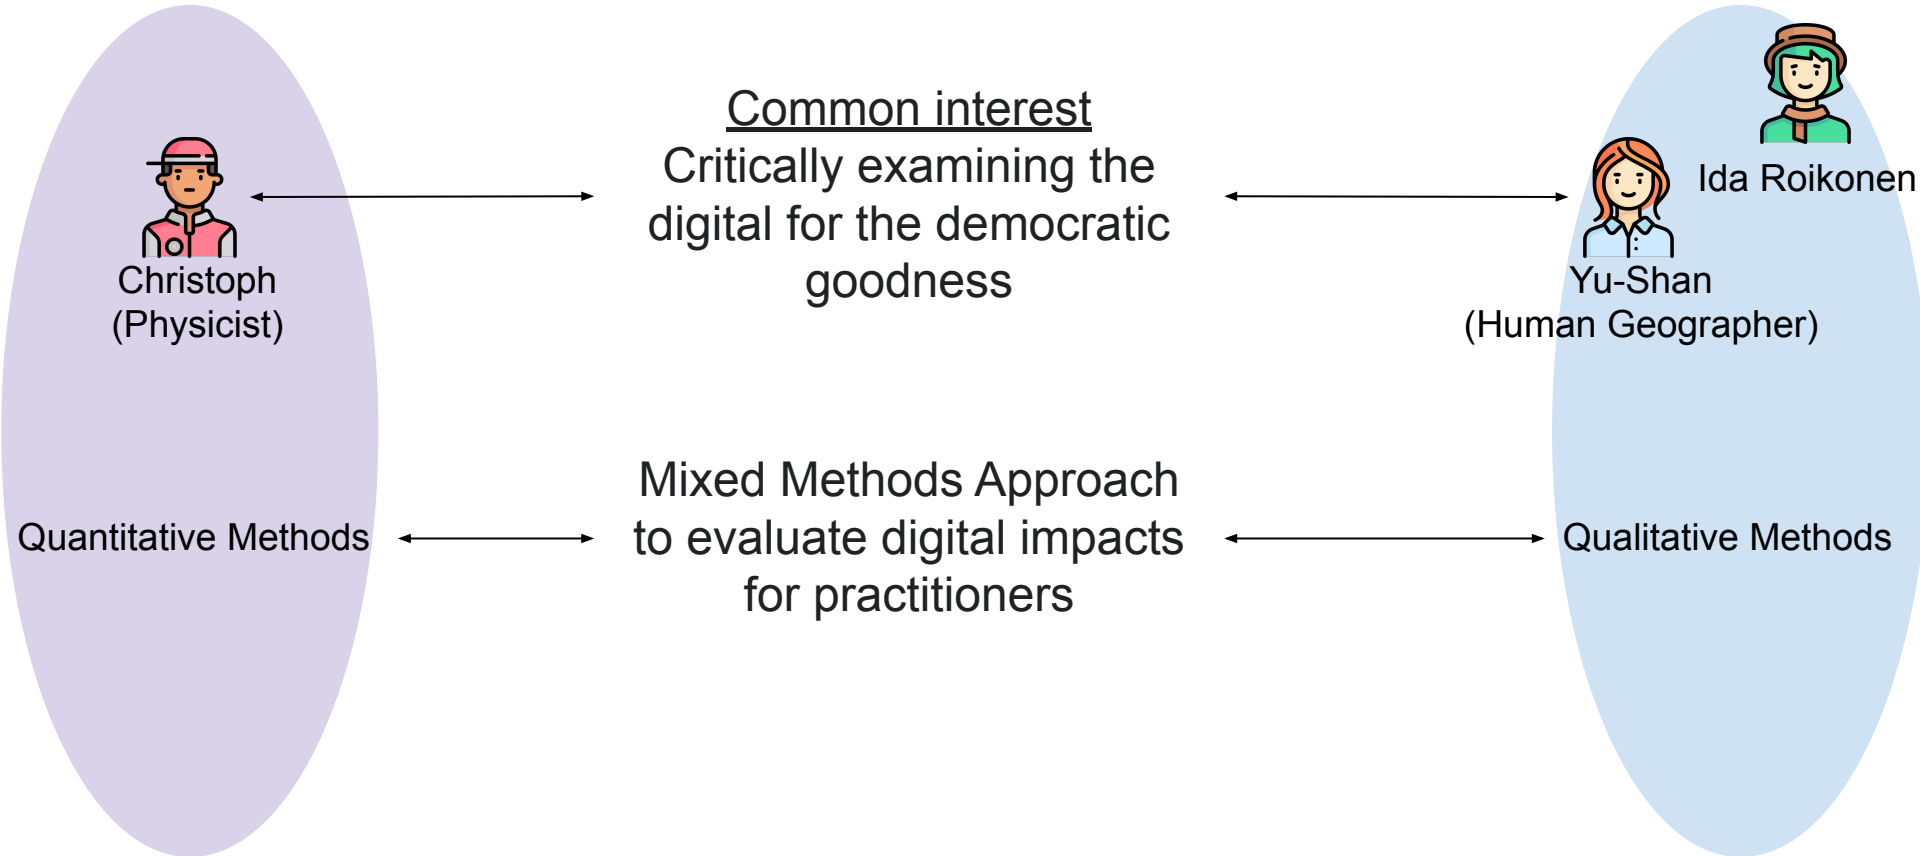 Common interest
Critically examining the
digital for the democratic
goodness
Christoph
(Physicist)
Ida Roikonen
Yu-Shan
(Human Geographer)
Quantitative Methods
Mixed Methods Approach
to evaluate digital impacts
for practitioners
Qualitative Methods